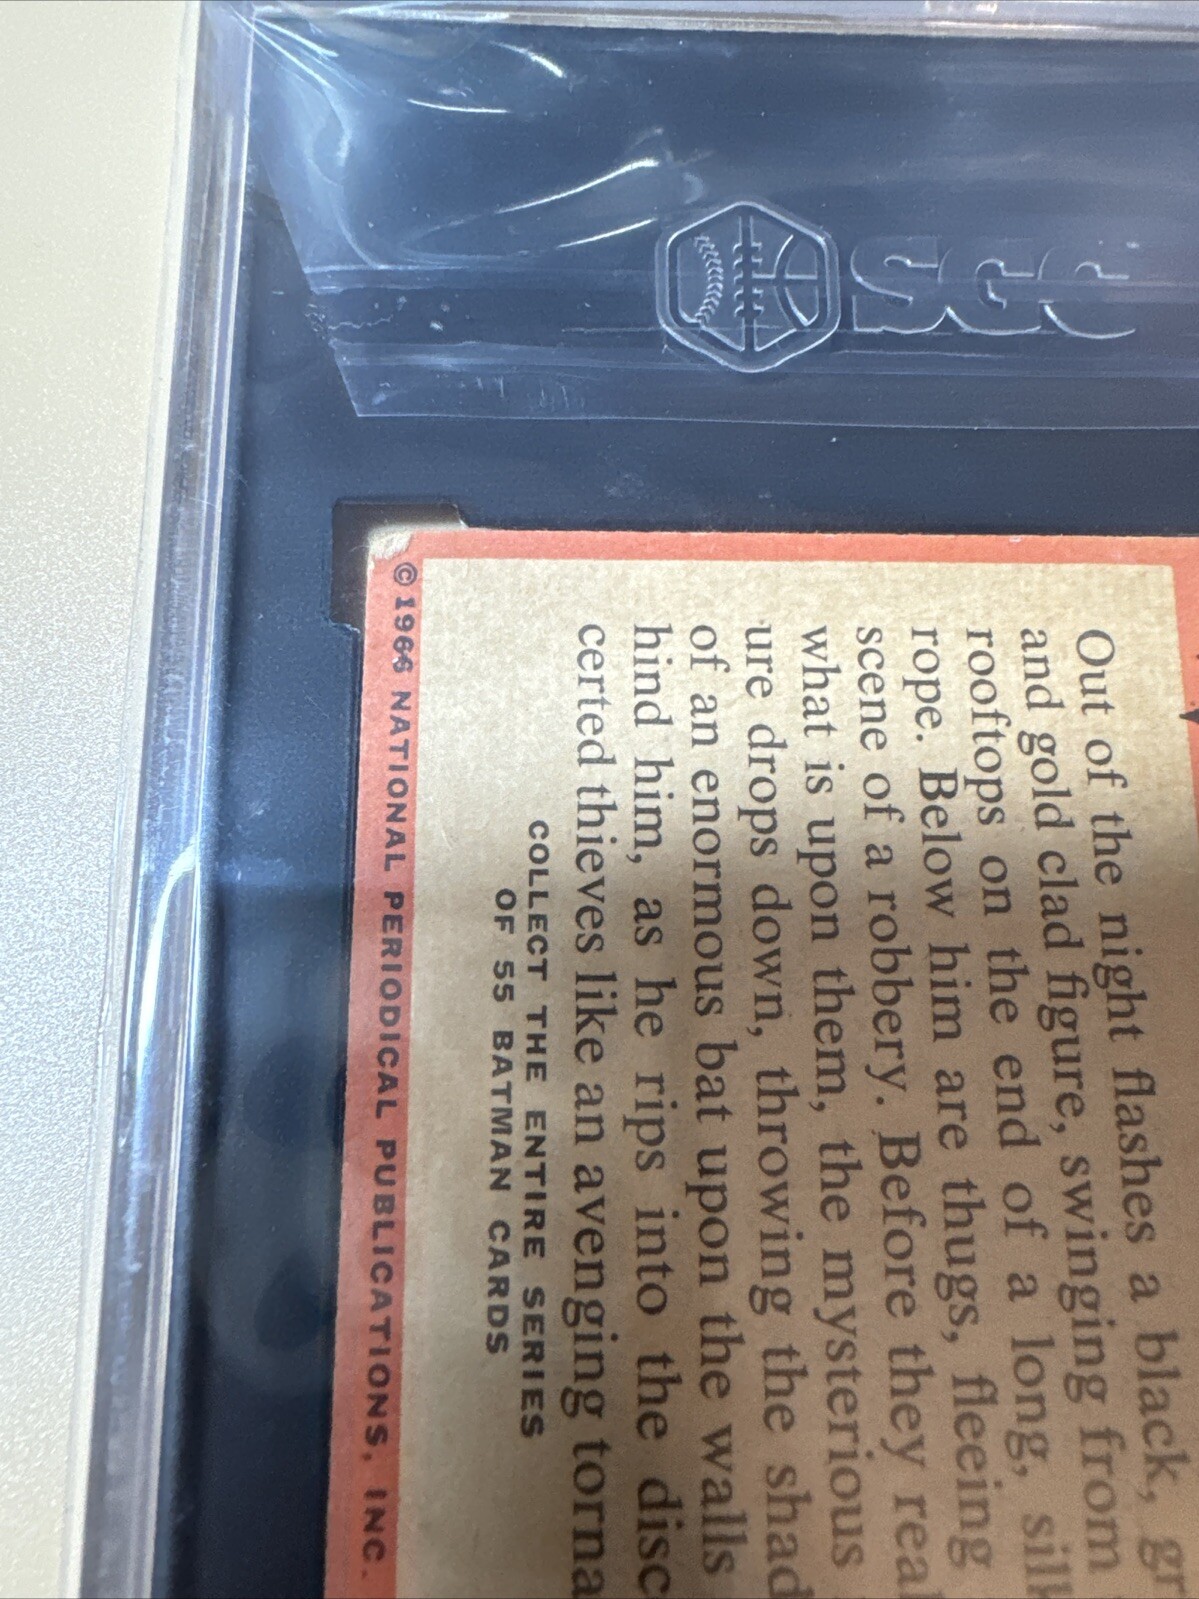 SGC
Out of the night flashes a black,
and gold clad figure, swinging from
rooftops on the end of a long,
rope. Below him are thugs, fleeing
scene of a robbery. Before they
what is upon them, the mysterious
ure drops down, throwing the
of an enormous bat upon the walls
hind him, as he rips into the
certed thieves like an avenging
COLLECT THE ENTIRE SERIES
OF 55 BATMAN CARDS
© 1966 NATIONAL PERIODICAL PUBLICATIONS, INC.